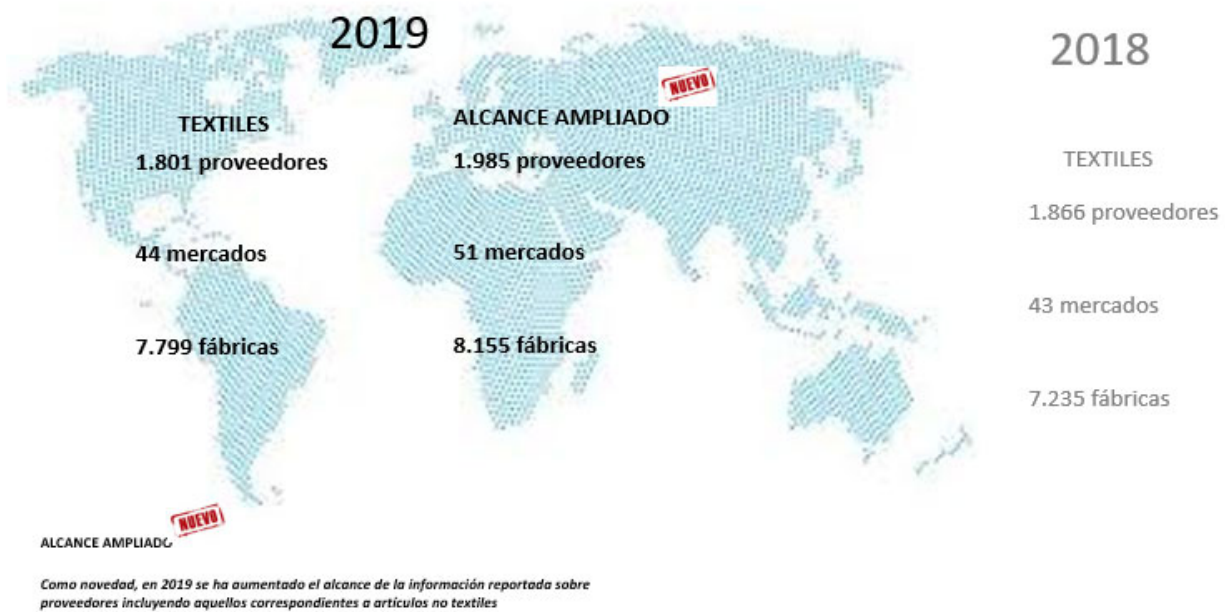 2019
NUEVO
TEXTILES
1.801 proveedores
44 mercados
7.799 fábricas
ALCANCE AMPLIADO
1.985 proveedores
51 mercados
8.155 fábricas
2018
TEXTILES
1.866 proveedores
43 mercados
7.235 fábricas
NUEVO
ALCANCE AMPLIADO
Como novedad, en 2019 se ha aumentado el alcance de la información reportada sobre
proveedores incluyendo aquellos correspondientes a artículos no textiles